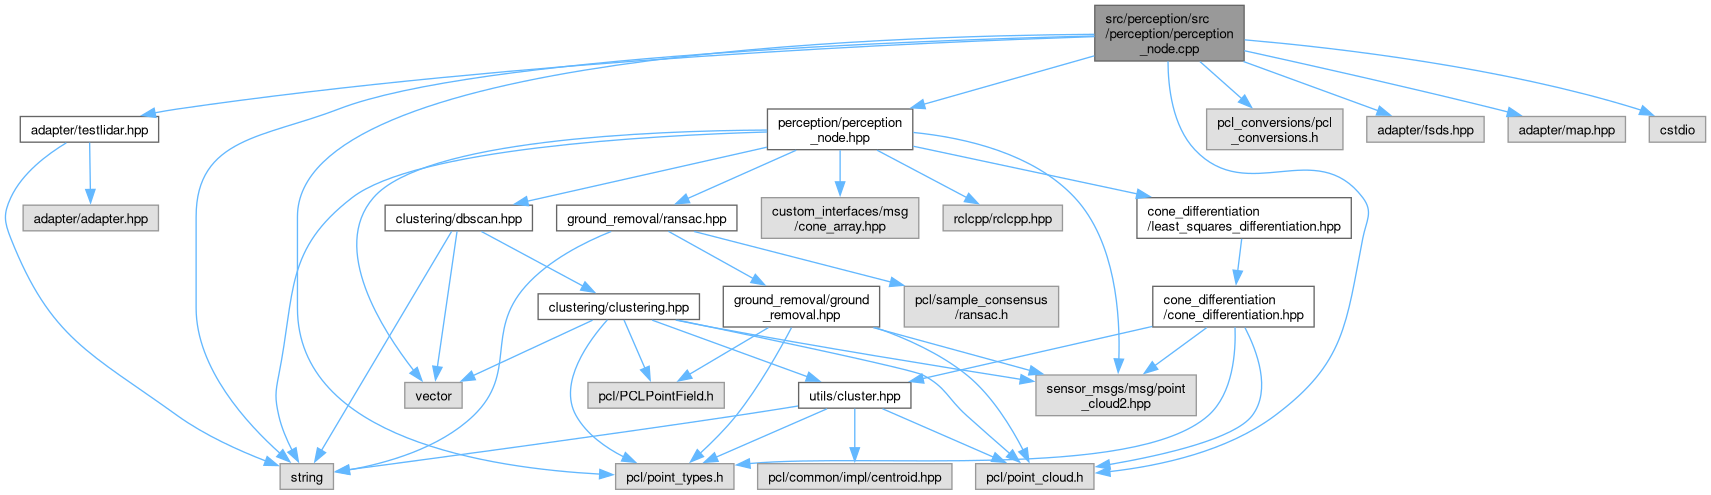 src/perception/src
/perception/perception
_node.cpp
adapter/testlidar.hpp
perception/perception
_node.hpp
pcl_conversions/pcl
_conversions.h
adapter/fsds.hpp
adapter/map.hpp
cstdio
adapter/adapter.hpp
clustering/dbscan.hpp
ground_removal/ransac.hpp
custom_interfaces/msg
/cone_array.hpp
rclcpp/rclcpp.hpp
cone_differentiation
/least_squares_differentiation.hpp
clustering/clustering.hpp
ground_removal/ground
_removal.hpp
pcl/sample_consensus
/ransac.h
cone_differentiation
/cone_differentiation.hpp
vector
pcl/PCLPointField.h
utils/cluster.hpp
sensor_msgs/msg/point
_cloud2.hpp
string
pcl/point_types.h
pcl/common/impl/centroid.hpp
pcl/point_cloud.h